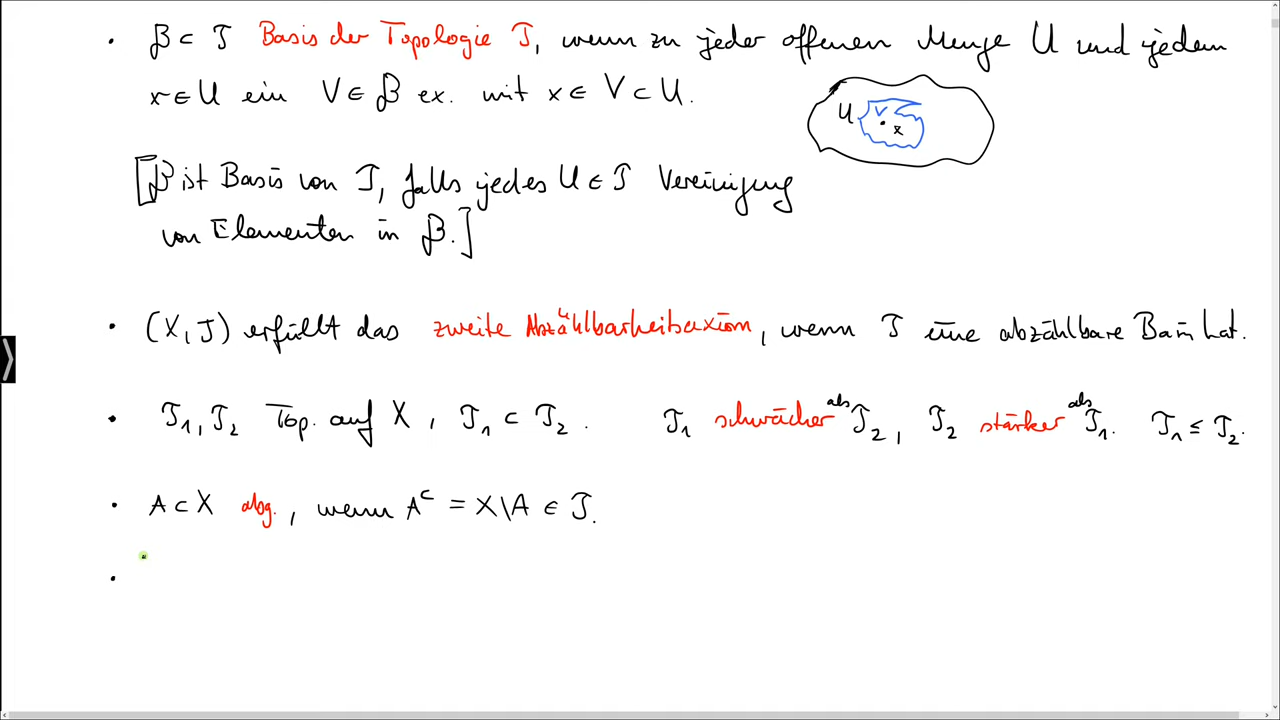 · β ⊂ 𝒯 Basis der Topologie 𝒯, wenn zu jeder offenen Menge U und jedem
x ∈ U ein V ∈ β ex. mit x ∈ V ⊂ U.
U V x
[β ist Basis von 𝒯, falls jedes U ∈ 𝒯 Vereinigung
von Elementen in β.]
· (X, 𝒯) erfüllt das zweite Abzählbarkeitsaxiom, wenn 𝒯 eine abzählbare Basis hat.
· 𝒯₁, 𝒯₂ Top. auf X, 𝒯₁ ⊂ 𝒯₂. 𝒯₁ schwächer als 𝒯₂, 𝒯₂ stärker als 𝒯₁. 𝒯₁ ≤ 𝒯₂.
· A ⊂ X abg., wenn Aᶜ = X\A ∈ 𝒯.
·